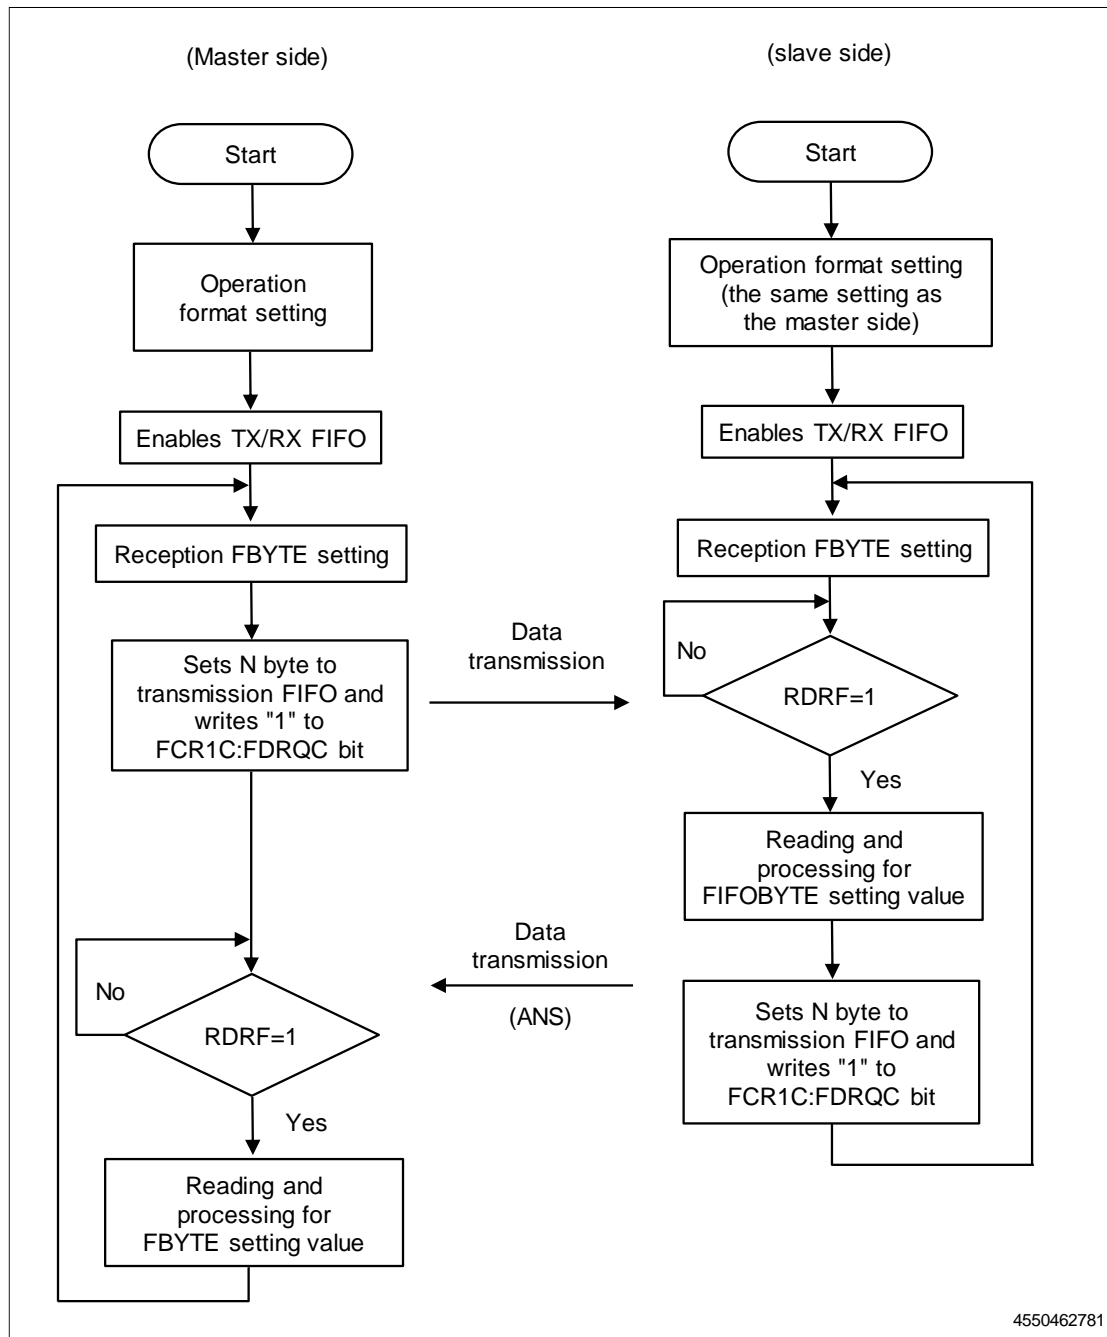 (Master side)
Start
Operation
format setting
Enables TX/RX FIFO
Reception FBYTE setting
Sets N byte to
transmission FIFO and
writes "1" to
FCR1C:FDRQC bit
No
RDRF=1
Yes
Reading and
processing for
FBYTE setting value
Data
transmission
Data
transmission
(ANS)
(slave side)
Start
Operation format setting
(the same setting as
the master side)
Enables TX/RX FIFO
Reception FBYTE setting
No
RDRF=1
Yes
Reading and
processing for
FIFOBYTE setting value
Sets N byte to
transmission FIFO and
writes "1" to
FCR1C:FDRQC bit
4550462781